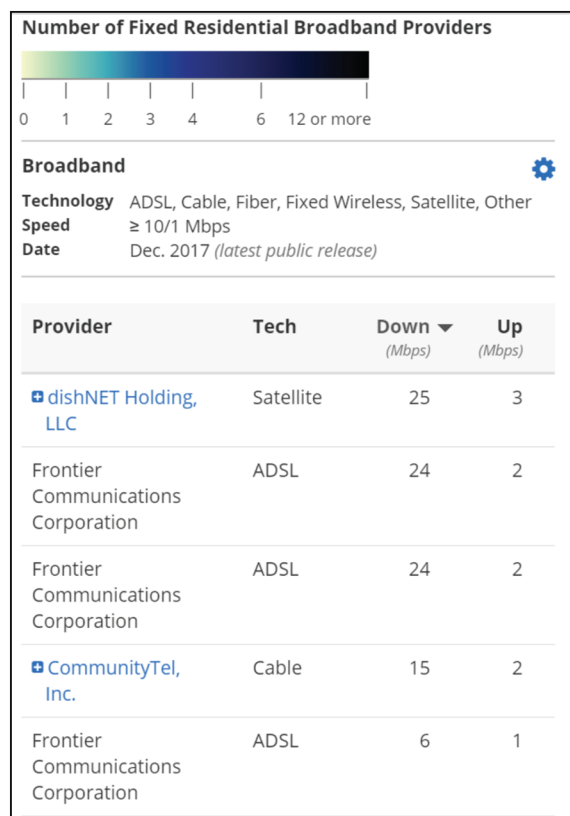 Number of Fixed Residential Broadband Providers
0 1 2 3 4 6 12 or more
Broadband
Technology ADSL, Cable, Fiber, Fixed Wireless, Satellite, Other
Speed ≥ 10/1 Mbps
Date Dec. 2017 (latest public release)
Provider Tech Down Up
(Mbps) (Mbps)
dishNET Holding, Satellite 25 3
LLC
Frontier ADSL 24 2
Communications
Corporation
Frontier ADSL 24 2
Communications
Corporation
CommunityTel, Cable 15 2
Inc.
Frontier ADSL 6 1
Communications
Corporation